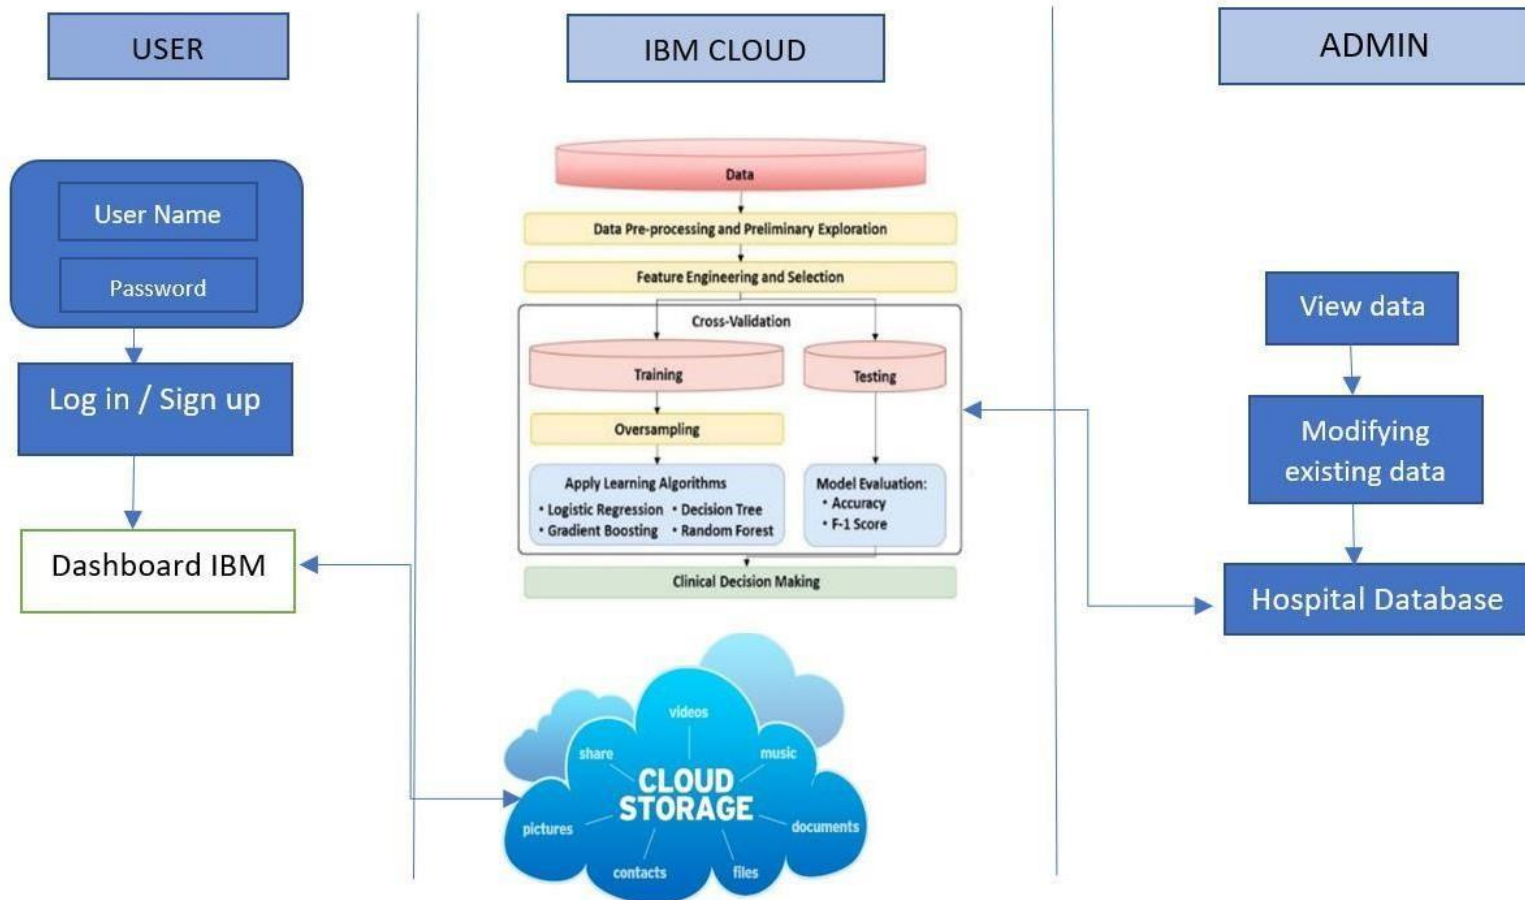 USER
IBM CLOUD
ADMIN
User Name
Password
Log in / Sign up
Dashboard IBM
Data
Data Pre-processing and Preliminary Exploration
Feature Engineering and Selection
Cross-Validation
Training
Testing
Oversampling
Apply Learning Algorithms
• Logistic Regression • Decision Tree
• Gradient Boosting • Random Forest
Model Evaluation:
• Accuracy
• F-1 Score
Clinical Decision Making
videos
share
music
CLOUD
STORAGE
pictures
documents
contacts
files
View data
Modifying
existing data
Hospital Database